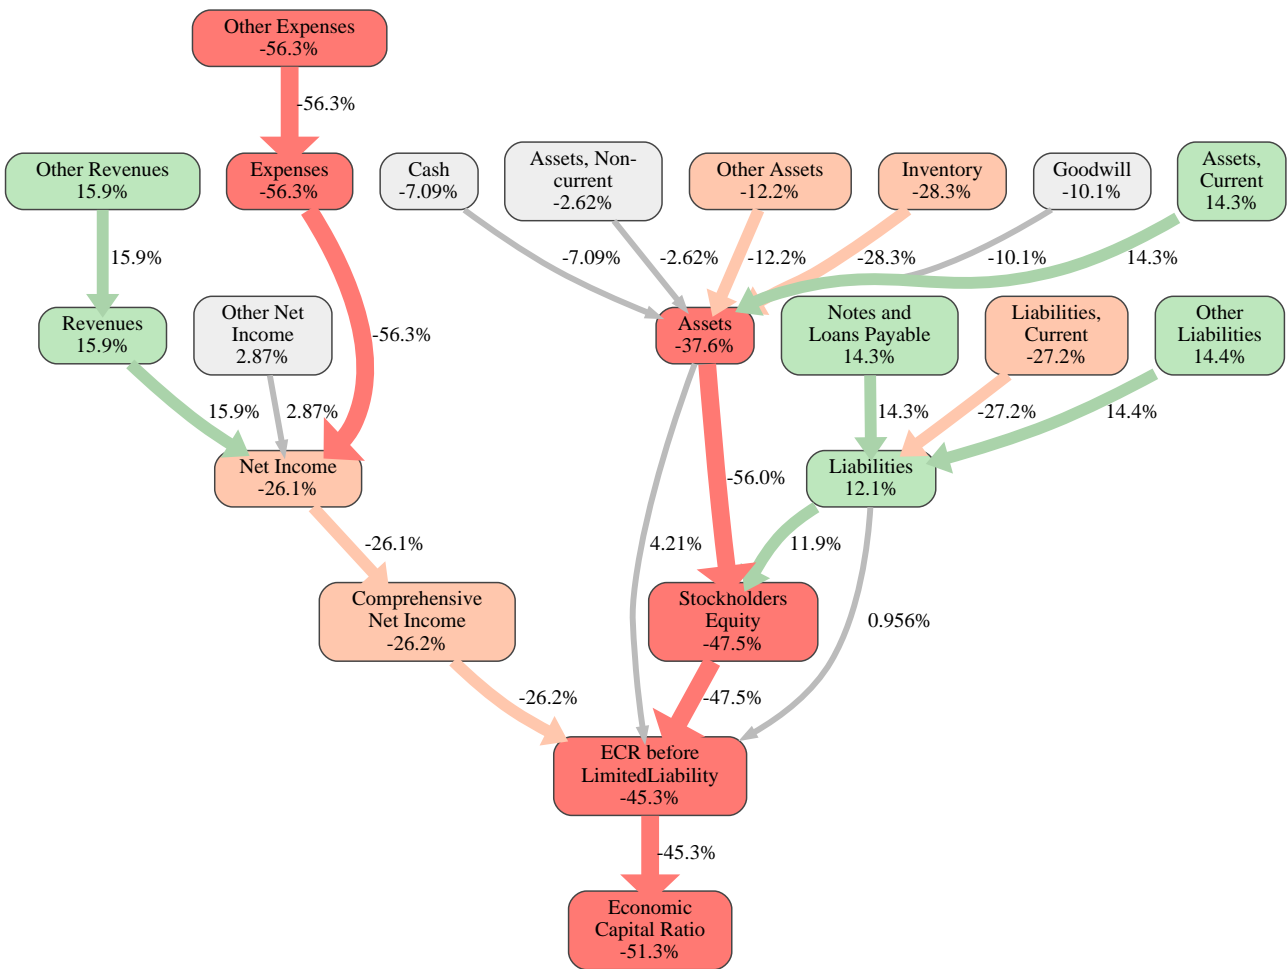 Other Expenses
-56.3%
-56.3%
Other Revenues
15.9%
Expenses
-56.3%
Cash
-7.09%
Assets, Non-
current
-2.62%
Other Assets
-12.2%
Inventory
-28.3%
Goodwill
-10.1%
Assets,
Current
14.3%
15.9%
-7.09%
-2.62%
-12.2%
-28.3%
-10.1%
14.3%
Revenues
15.9%
Other Net
Income
2.87%
-56.3%
Assets
-37.6%
Notes and
Loans Payable
14.3%
Liabilities,
Current
-27.2%
Other
Liabilities
14.4%
15.9%
2.87%
14.3%
-27.2%
14.4%
Net Income
-26.1%
-56.0%
Liabilities
12.1%
-26.1%
4.21%
11.9%
Comprehensive
Net Income
-26.2%
Stockholders
Equity
-47.5%
0.956%
-26.2%
-47.5%
ECR before
LimitedLiability
-45.3%
-45.3%
Economic
Capital Ratio
-51.3%